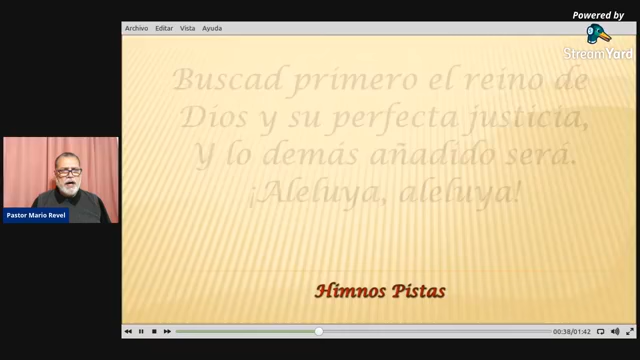 Powered by
StreamYard
Archivo Editar Vista Ayuda
Buscad primero el reino de
Dios y su perfecta justicia,
Y lo demás añadido será.
¡Aleluya, aleluya!
Pastor Mario Revel
Himnos Pistas
00:38/01:42